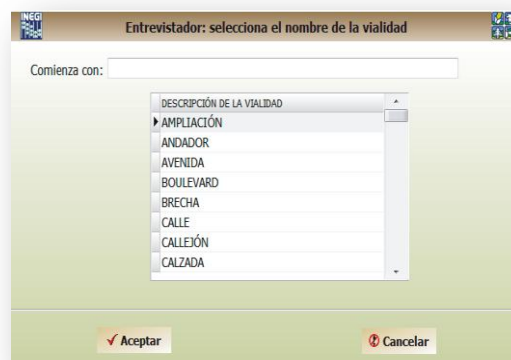 INEGI
Entrevistador: selecciona el nombre de la vialidad
Comienza con:
DESCRIPCIÓN DE LA VIALIDAD
AMPLIACIÓN
ANDADOR
AVENIDA
BOULEVARD
BRECHA
CALLE
CALLEJÓN
CALZADA
Aceptar
Cancelar